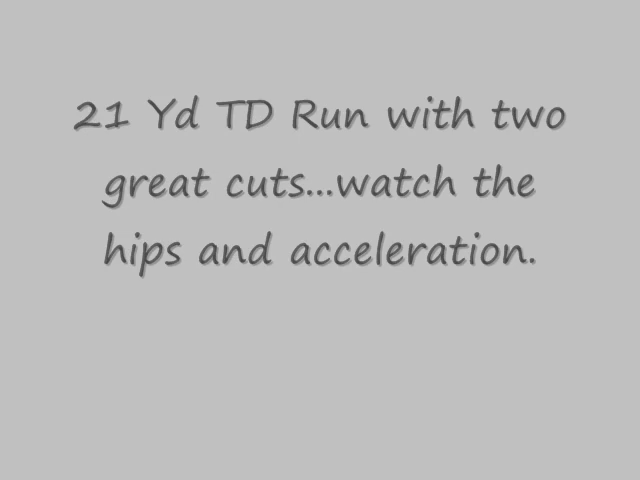 21 Yd TD Run with two
great cuts...watch the
hips and acceleration.